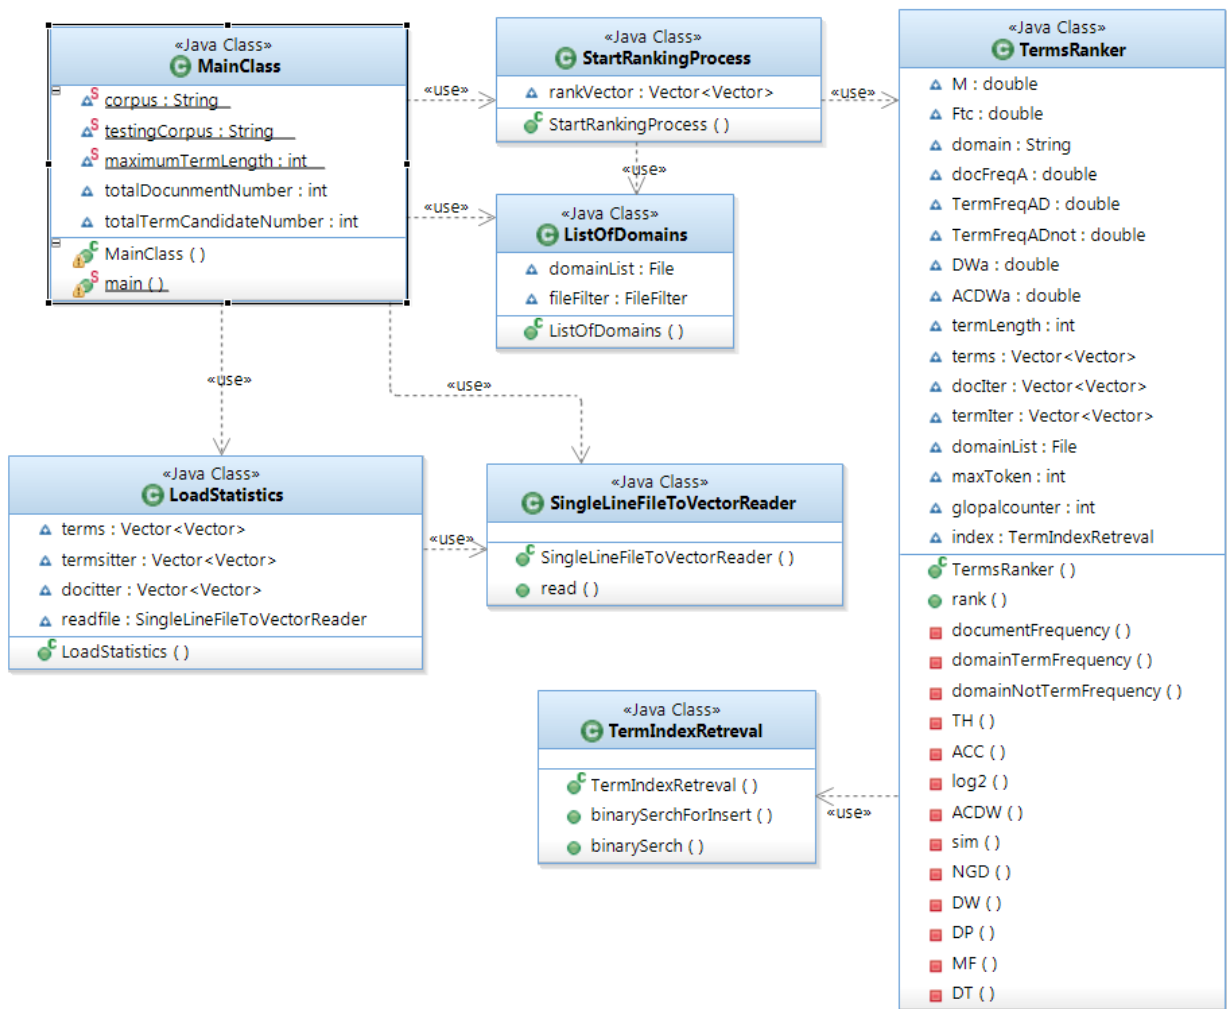 «Java Class»
MainClass
corpus : String
testingCorpus : String
maximumTermLength : int
totalDocunmentNumber : int
totalTermCandidateNumber : int
MainClass ( )
main ( )
«use»
«Java Class»
StartRankingProcess
rankVector : Vector<Vector>
StartRankingProcess ( )
«use»
«use»
«use»
«Java Class»
ListOfDomains
domainList : File
fileFilter : FileFilter
ListOfDomains ( )
«Java Class»
TermsRanker
M : double
Ftc : double
domain : String
docFreqA : double
TermFreqAD : double
TermFreqADnot : double
DWa : double
ACDWa : double
termLength : int
terms : Vector<Vector>
docIter : Vector<Vector>
termIter : Vector<Vector>
domainList : File
maxToken : int
glopalcounter : int
index : TermIndexRetreval
TermsRanker ( )
rank ( )
documentFrequency ( )
domainTermFrequency ( )
domainNotTermFrequency ( )
TH ( )
ACC ( )
log2 ( )
ACDW ( )
sim ( )
NGD ( )
DW ( )
DP ( )
MF ( )
DT ( )
«use»
«use»
«Java Class»
LoadStatistics
terms : Vector<Vector>
termsitter : Vector<Vector>
docitter : Vector<Vector>
readfile : SingleLineFileToVectorReader
LoadStatistics ( )
«use»
«Java Class»
SingleLineFileToVectorReader
SingleLineFileToVectorReader ( )
read ( )
«Java Class»
TermIndexRetreval
TermIndexRetreval ( )
binarySerchForInsert ( )
binarySerch ( )
«use»